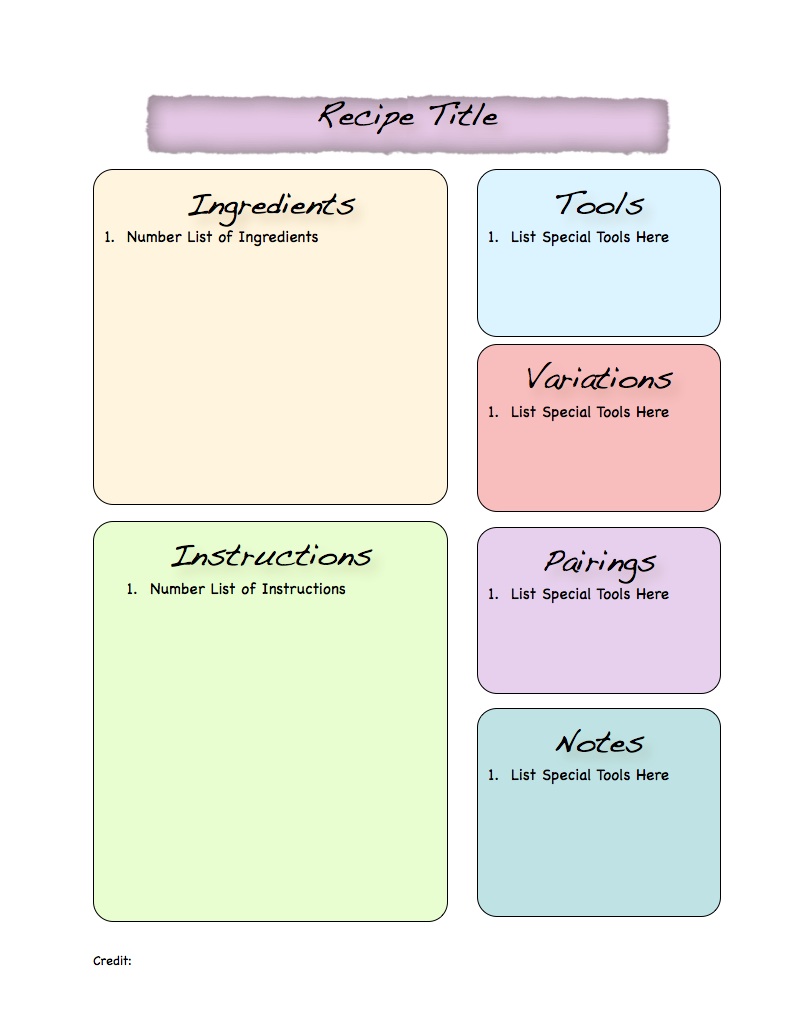 Recipe Title
Ingredients
1. Number List of Ingredients
Instructions
1. Number List of Instructions
Tools
1. List Special Tools Here
Variations
1. List Special Tools Here
Pairings
1. List Special Tools Here
Notes
1. List Special Tools Here
Credit: